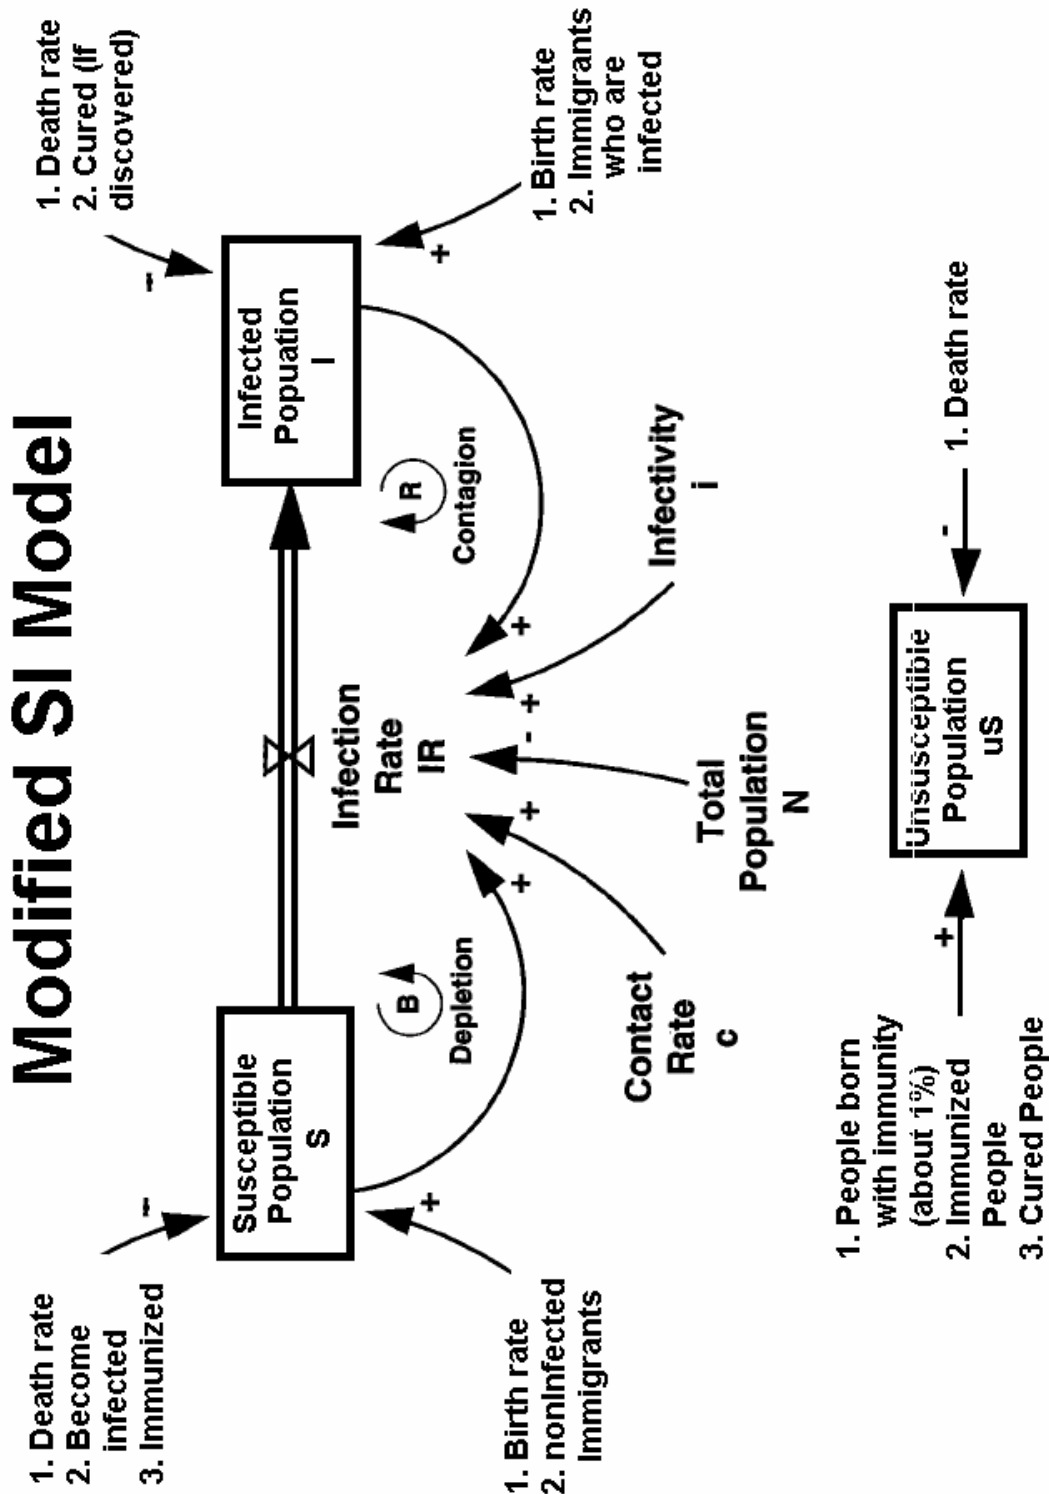 Modified SI Model
1. Death rate
2. Become
infected
3. Immunized
1. Death rate
2. Cured (If
discovered)
-
-
Susceptible
Population
S
Infected
Popuation
I
B
Depletion
R
Contagion
Infection
Rate
IR
+
+
1. Birth rate
2. nonInfected
Immigrants
1. Birth rate
2. Immigrants
who are
infected
+
+
-
+
+
Contact
Rate
c
Total
Population
N
Infectivity
i
1. People born
with immunity
(about 1%)
2. Immunized
People
3. Cured People
+
Unsusceptible
Population
uS
-
1. Death rate